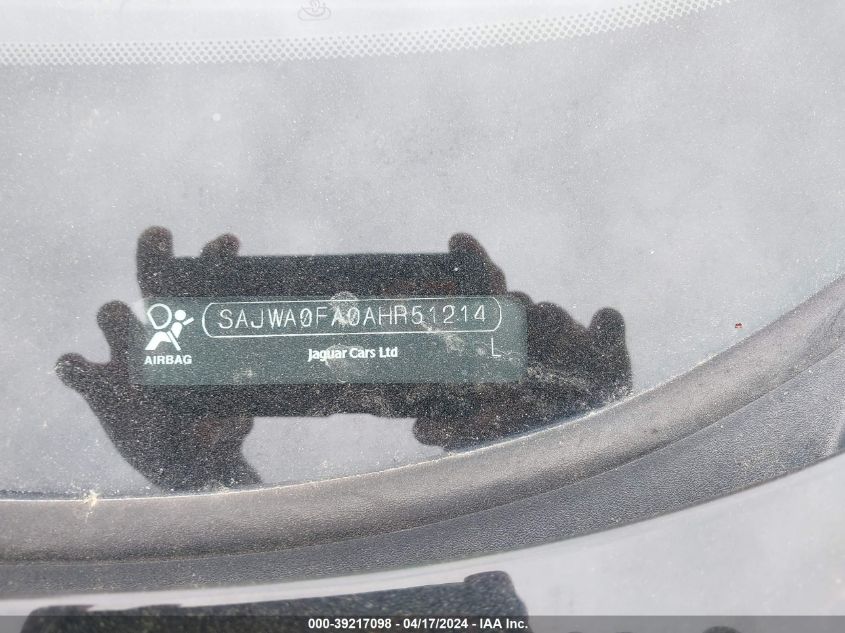 SAJWA0FA0AHR51214
AIRBAG
Jaguar Cars Ltd
L
000-39217098 - 04/17/2024 - IAA Inc.